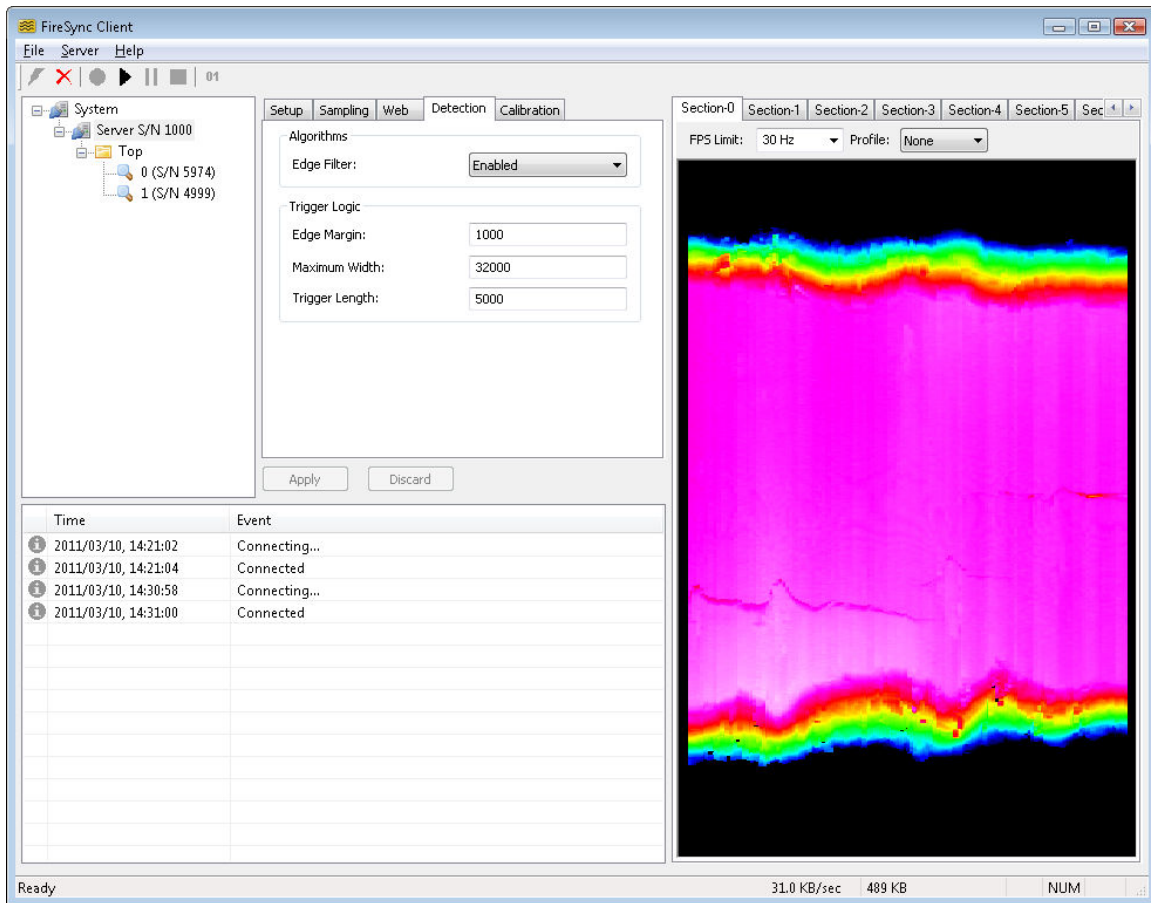 FireSync Client
File Server Help
01
System
Server S/N 1000
Top
0 (S/N 5974)
1 (S/N 4999)
Setup Sampling Web Detection Calibration
Algorithms
Edge Filter: Enabled
Trigger Logic
Edge Margin: 1000
Maximum Width: 32000
Trigger Length: 5000
Apply Discard
Section-0 Section-1 Section-2 Section-3 Section-4 Section-5 Sec
FPS Limit: 30 Hz Profile: None
Time Event
2011/03/10, 14:21:02 Connecting...
2011/03/10, 14:21:04 Connected
2011/03/10, 14:30:58 Connecting...
2011/03/10, 14:31:00 Connected
Ready 31.0 KB/sec 489 KB NUM